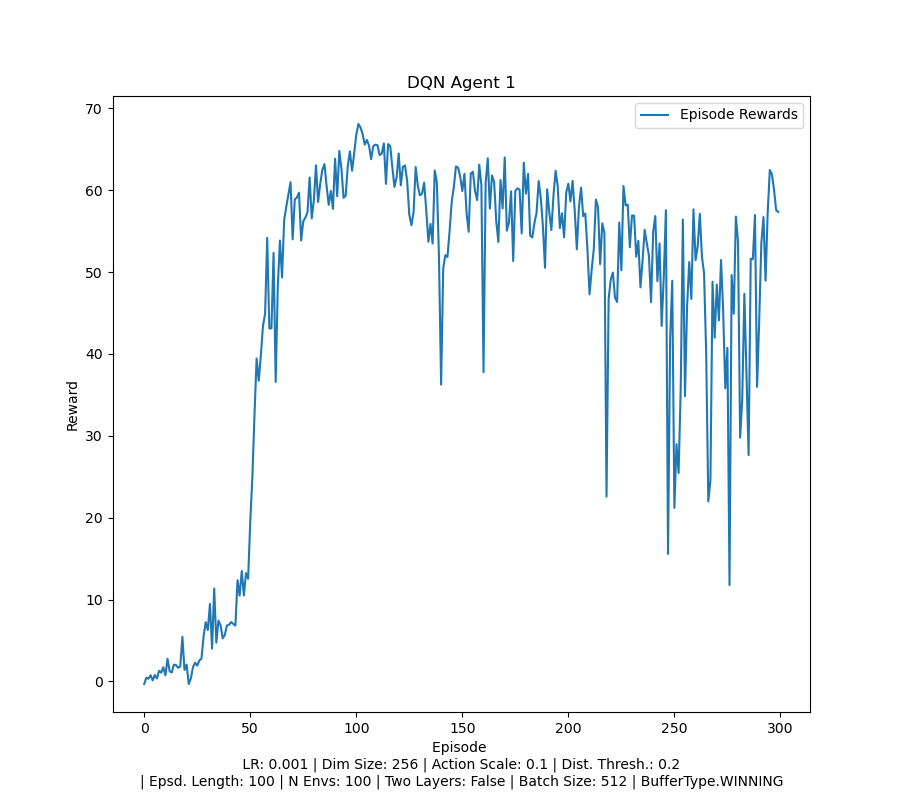 DQN Agent 1
Episode Rewards
70
60
50
40
30
20
10
0
Reward
0 50 100 150 200 250 300
Episode
LR: 0.001 | Dim Size: 256 | Action Scale: 0.1 | Dist. Thresh.: 0.2
| Epsd. Length: 100 | N Envs: 100 | Two Layers: False | Batch Size: 512 | BufferType.WINNING